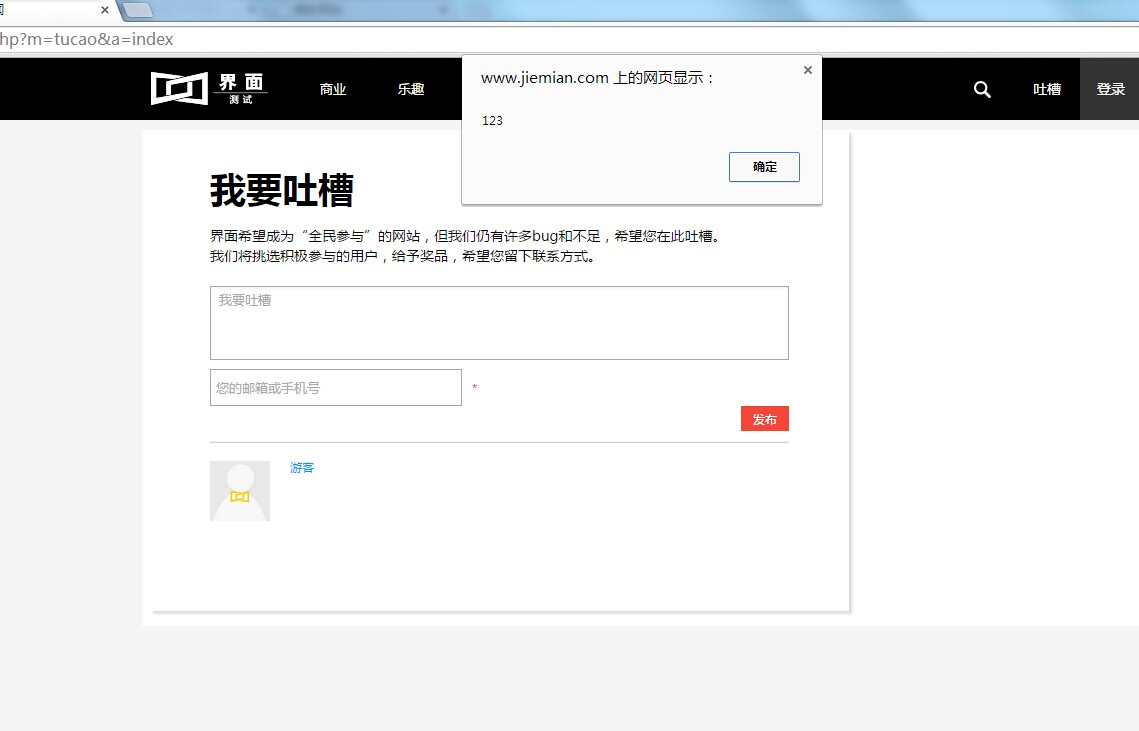 hp?m=tucao&a=index
www.jiemian.com 上的网页显示：
123
确定
界面
测试
商业
乐趣
吐槽
登录
我要吐槽
界面希望成为“全民参与”的网站，但我们仍有许多bug和不足，希望您在此吐槽。
我们将挑选积极参与的用户，给予奖品，希望您留下联系方式。
我要吐槽
您的邮箱或手机号
*
发布
游客